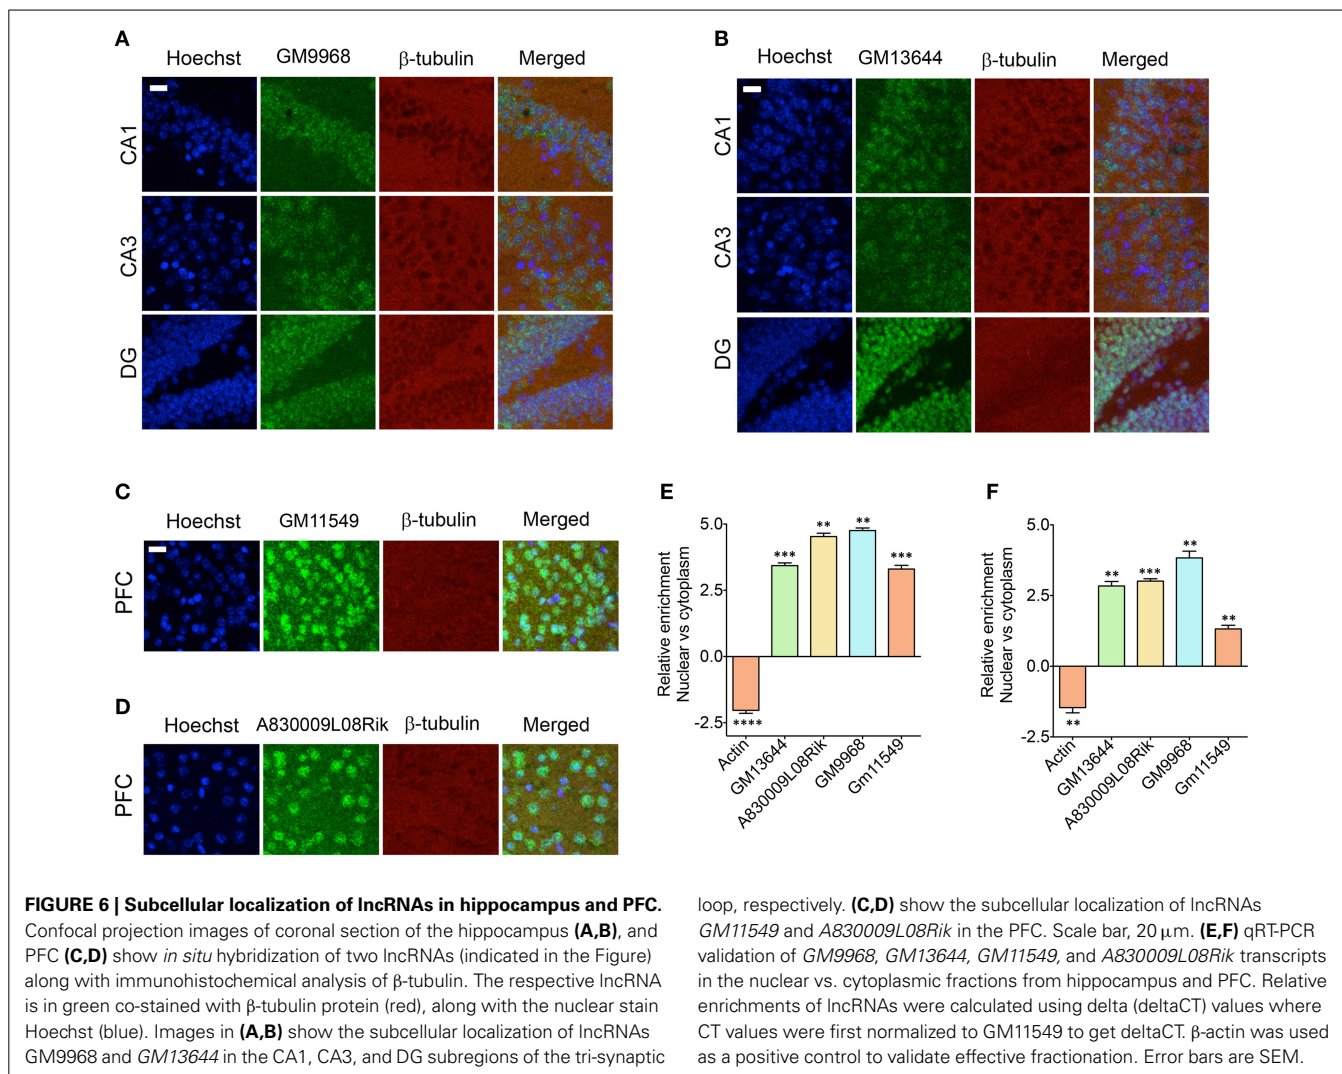 A
Hoechst GM9968 β-tubulin Merged
CA1
CA3
DG
B
Hoechst GM13644 β-tubulin Merged
CA1
CA3
DG
C
Hoechst GM11549 β-tubulin Merged
PFC
D
Hoechst A830009L08Rik β-tubulin Merged
PFC
E
Relative enrichment
Nuclear vs cytoplasm
5.0
2.5
0.0
-2.5
****
***
**
**
***
Actin
GM13644
A830009L08Rik
GM9968
Gm11549
F
Relative enrichment
Nuclear vs cytoplasm
5.0
2.5
0.0
-2.5
**
**
***
**
**
Actin
GM13644
A830009L08Rik
GM9968
Gm11549
FIGURE 6 | Subcellular localization of lncRNAs in hippocampus and PFC.
Confocal projection images of coronal section of the hippocampus (A,B), and
PFC (C,D) show in situ hybridization of two lncRNAs (indicated in the Figure)
along with immunohistochemical analysis of β-tubulin. The respective lncRNA
is in green co-stained with β-tubulin protein (red), along with the nuclear stain
Hoechst (blue). Images in (A,B) show the subcellular localization of lncRNAs
GM9968 and GM13644 in the CA1, CA3, and DG subregions of the tri-synaptic
loop, respectively. (C,D) show the subcellular localization of lncRNAs
GM11549 and A830009L08Rik in the PFC. Scale bar, 20 μm. (E,F) qRT-PCR
validation of GM9968, GM13644, GM11549, and A830009L08Rik transcripts
in the nuclear vs. cytoplasmic fractions from hippocampus and PFC. Relative
enrichments of lncRNAs were calculated using delta (deltaCT) values where
CT values were first normalized to GM11549 to get deltaCT. β-actin was used
as a positive control to validate effective fractionation. Error bars are SEM.